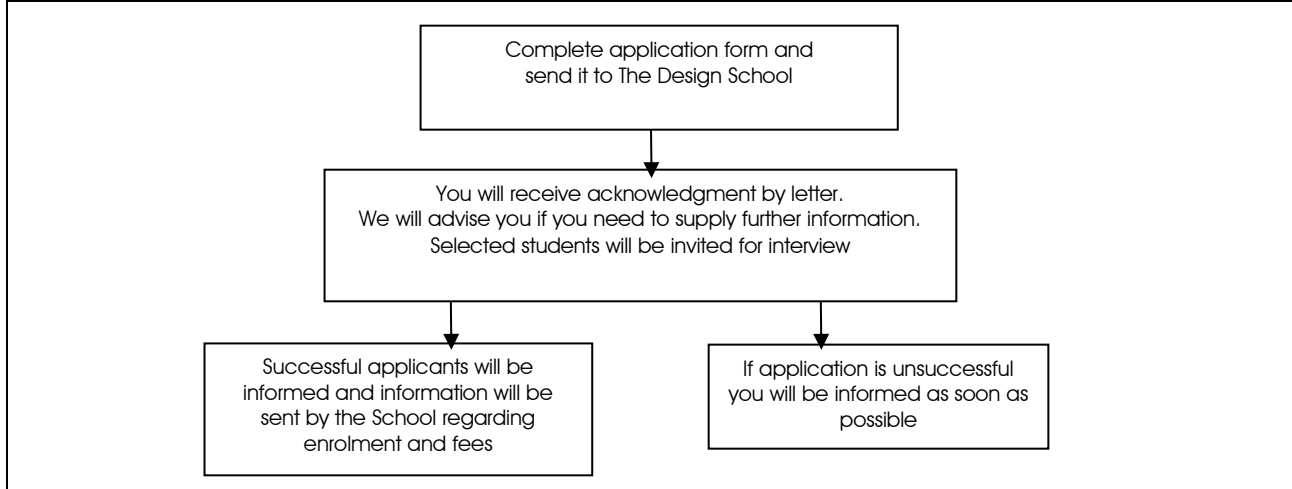 Complete application form and
send it to The Design School
You will receive acknowledgment by letter.
We will advise you if you need to supply further information.
Selected students will be invited for interview
Successful applicants will be
informed and information will be
sent by the School regarding
enrolment and fees
If application is unsuccessful
you will be informed as soon as
possible